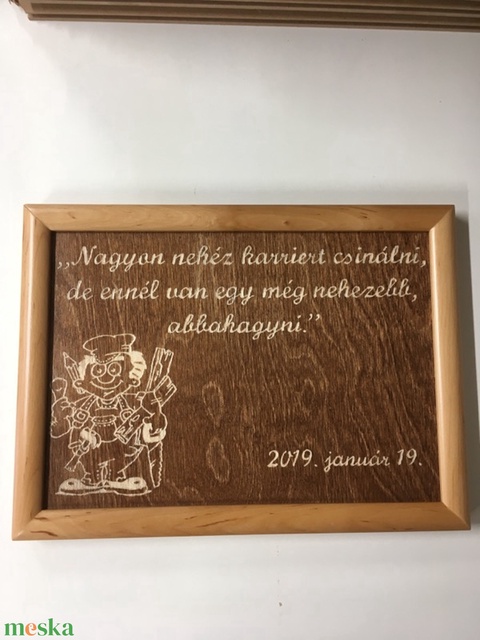 „Nagyon nehéz karriert csinálni,
de ennél van egy még nehezebb,
abbahagyni.”
2019. január 19.
meska